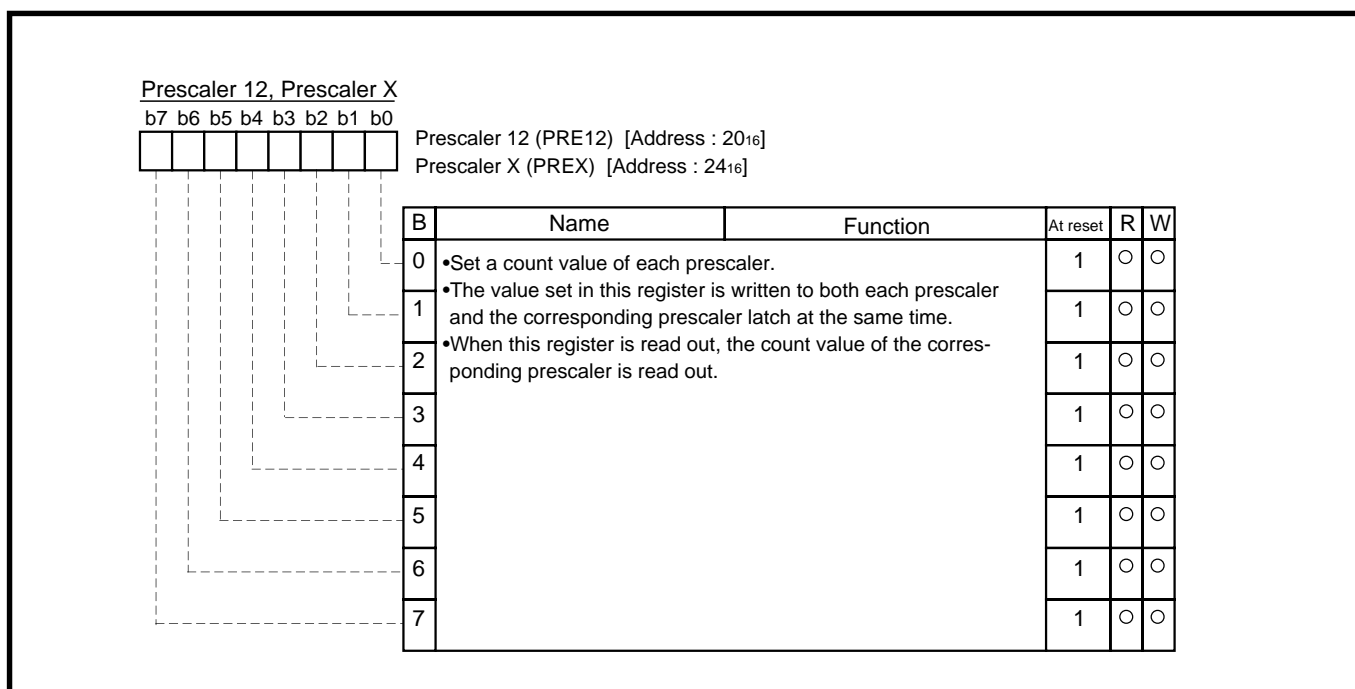 Prescaler 12, Prescaler X
b7 b6 b5 b4 b3 b2 b1 b0
Prescaler 12 (PRE12) [Address : 20₁₆]
Prescaler X (PREX) [Address : 24₁₆]
B Name Function At reset R W
0 •Set a count value of each prescaler. 1 ○ ○
•The value set in this register is written to both each prescaler
1 and the corresponding prescaler latch at the same time. 1 ○ ○
•When this register is read out, the count value of the corres-
2 ponding prescaler is read out. 1 ○ ○
3 1 ○ ○
4 1 ○ ○
5 1 ○ ○
6 1 ○ ○
7 1 ○ ○